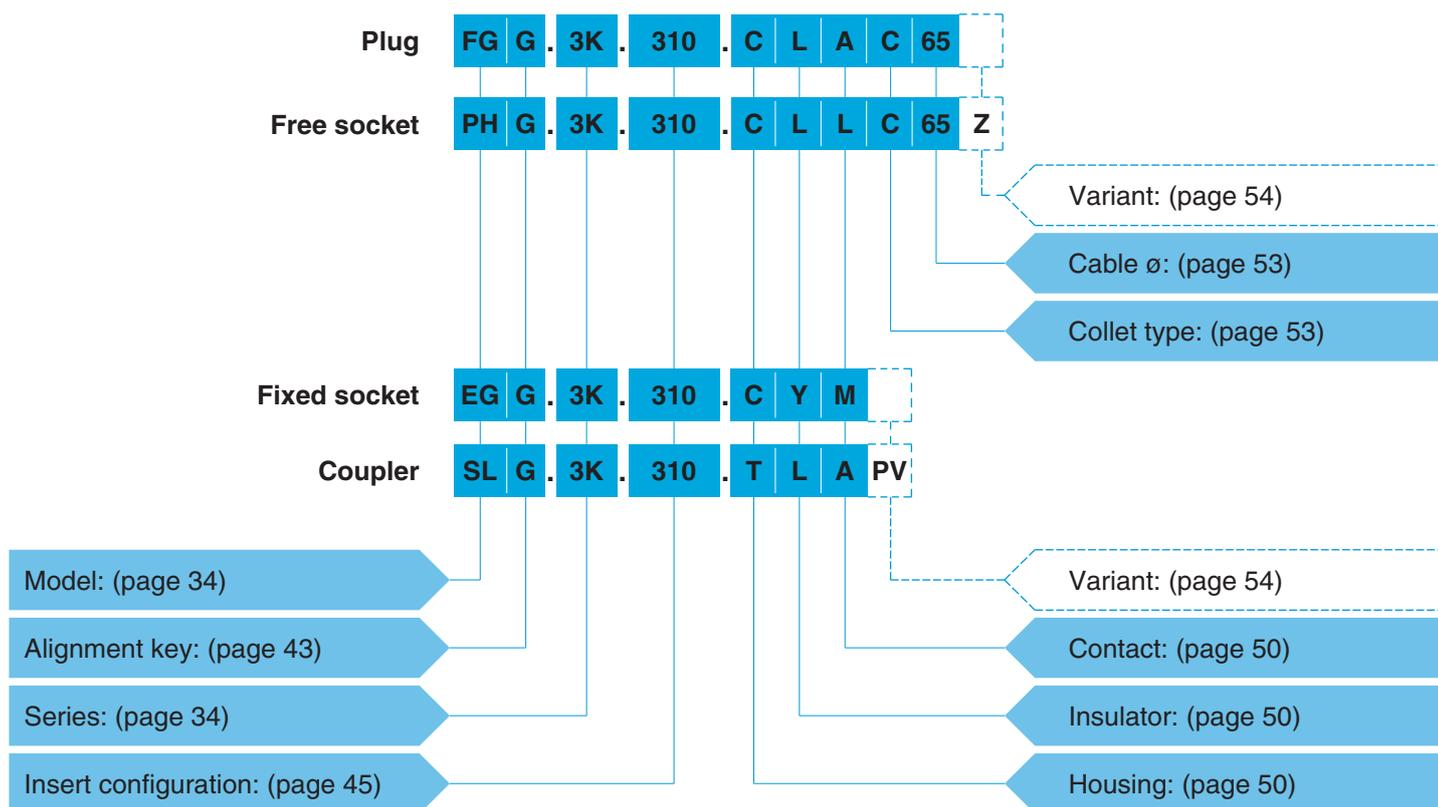 Plug FG G . 3K . 310 . C L A C 65
Free socket PH G . 3K . 310 . C L L C 65 Z
Variant: (page 54)
Cable ø: (page 53)
Collet type: (page 53)
Fixed socket EG G . 3K . 310 . C Y M
Coupler SL G . 3K . 310 . T L A PV
Model: (page 34)
Variant: (page 54)
Alignment key: (page 43)
Contact: (page 50)
Series: (page 34)
Insulator: (page 50)
Insert configuration: (page 45)
Housing: (page 50)